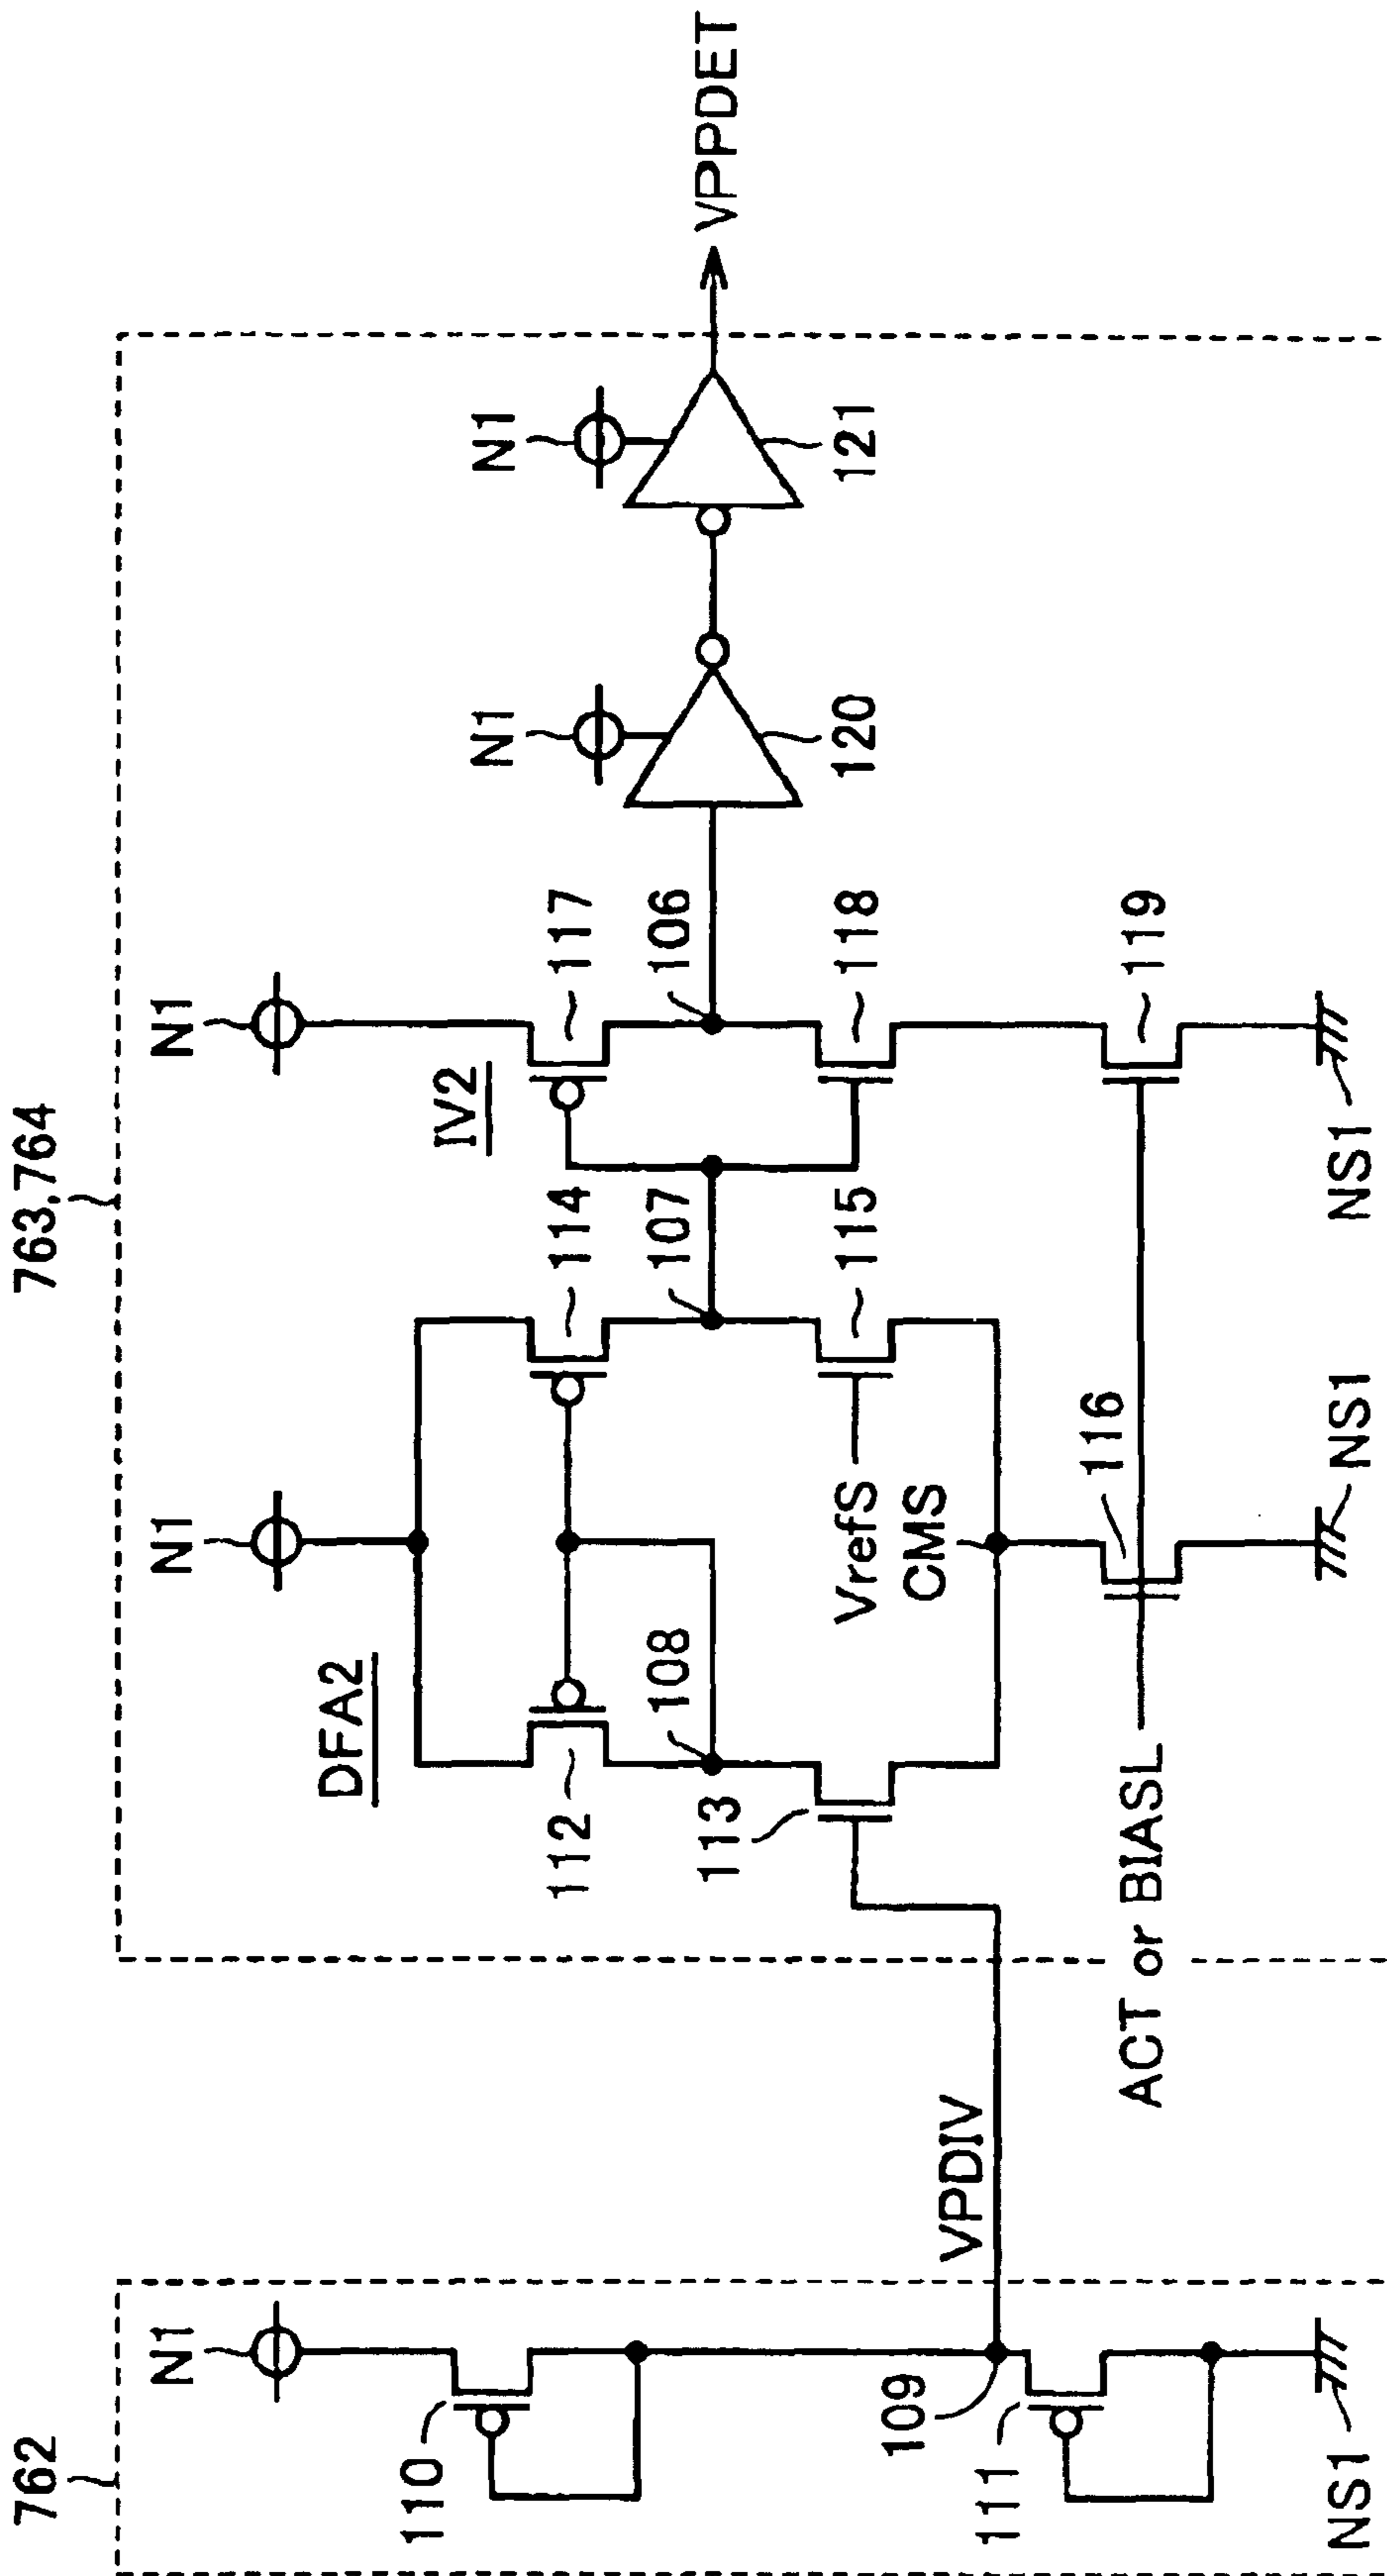 762
763,764
N1
N1
N1
N1
N1
DFA2
IV2
110
112
114
117
108
107
106
113
VrefS
115
118
120
121
VPPDET
CMS
VPDIV
109
111
116
119
ACT or BIASL
NS1
NS1
NS1